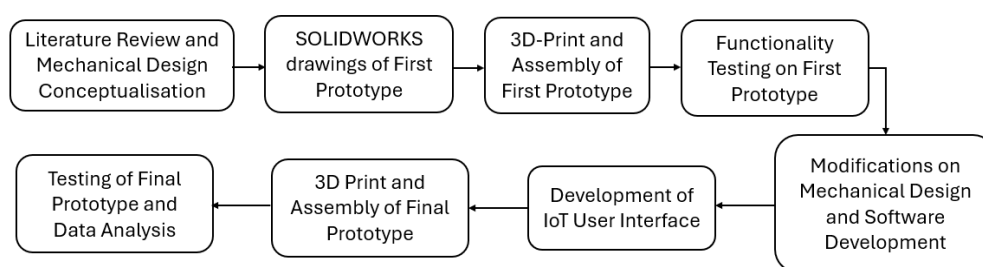 Literature Review and
Mechanical Design
Conceptualisation
SOLIDWORKS
drawings of First
Prototype
3D-Print and
Assembly of
First Prototype
Functionality
Testing on First
Prototype
Modifications on
Mechanical Design
and Software
Development
Development of
IoT User Interface
3D Print and
Assembly of Final
Prototype
Testing of Final
Prototype and
Data Analysis